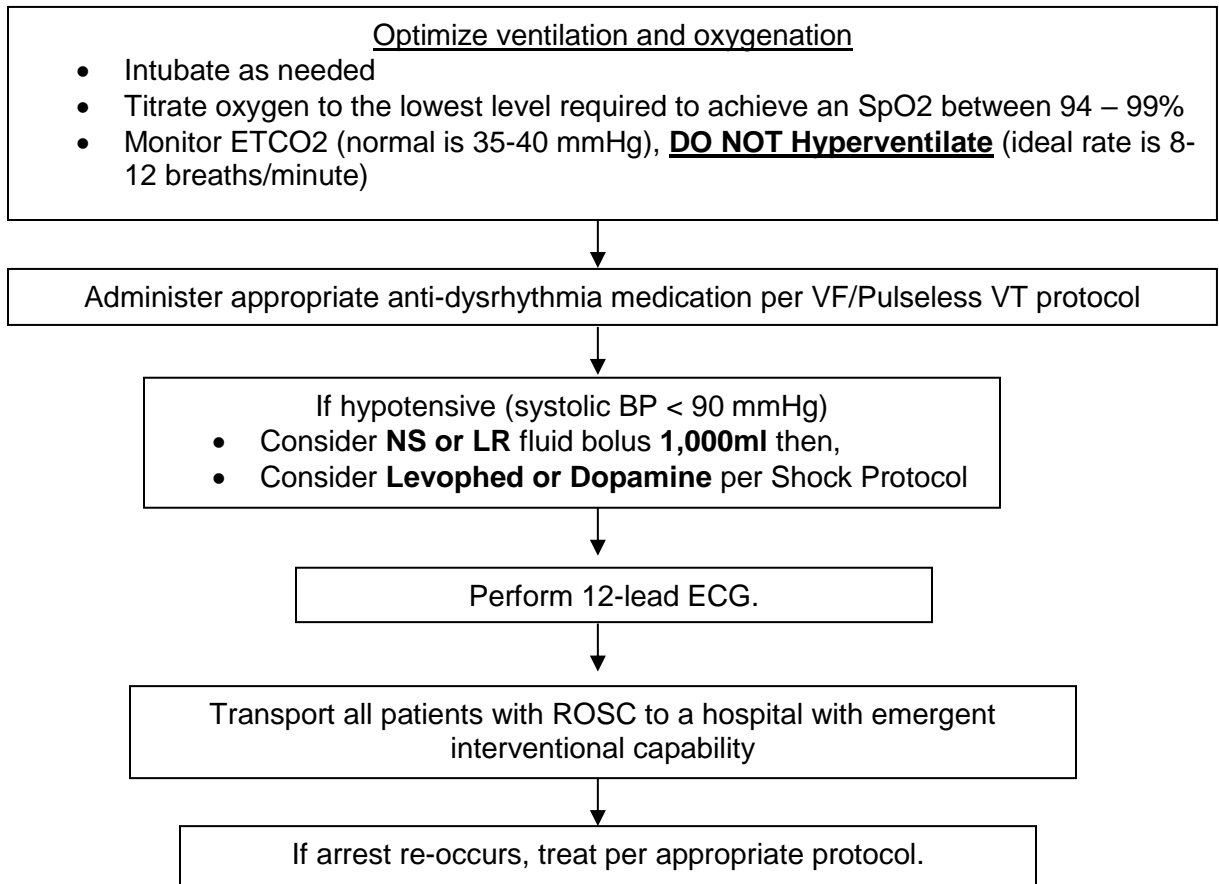 Optimize ventilation and oxygenation
• Intubate as needed
• Titrate oxygen to the lowest level required to achieve an SpO2 between 94 – 99%
• Monitor ETCO2 (normal is 35-40 mmHg), DO NOT Hyperventilate (ideal rate is 8-
12 breaths/minute)
Administer appropriate anti-dysrhythmia medication per VF/Pulseless VT protocol
If hypotensive (systolic BP < 90 mmHg)
• Consider NS or LR fluid bolus 1,000ml then,
• Consider Levophed or Dopamine per Shock Protocol
Perform 12-lead ECG.
Transport all patients with ROSC to a hospital with emergent
interventional capability
If arrest re-occurs, treat per appropriate protocol.